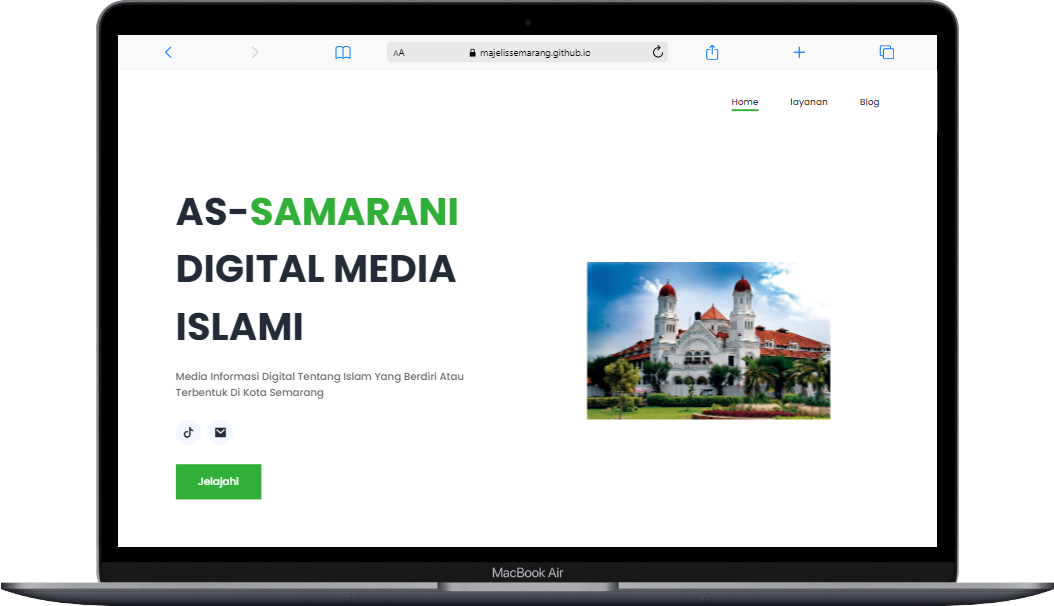 AA majelissemarang.github.io
Home layanan Blog
AS-SAMARANI
DIGITAL MEDIA
ISLAMI
Media Informasi Digital Tentang Islam Yang Berdiri Atau
Terbentuk Di Kota Semarang
Jelajahi
MacBook Air